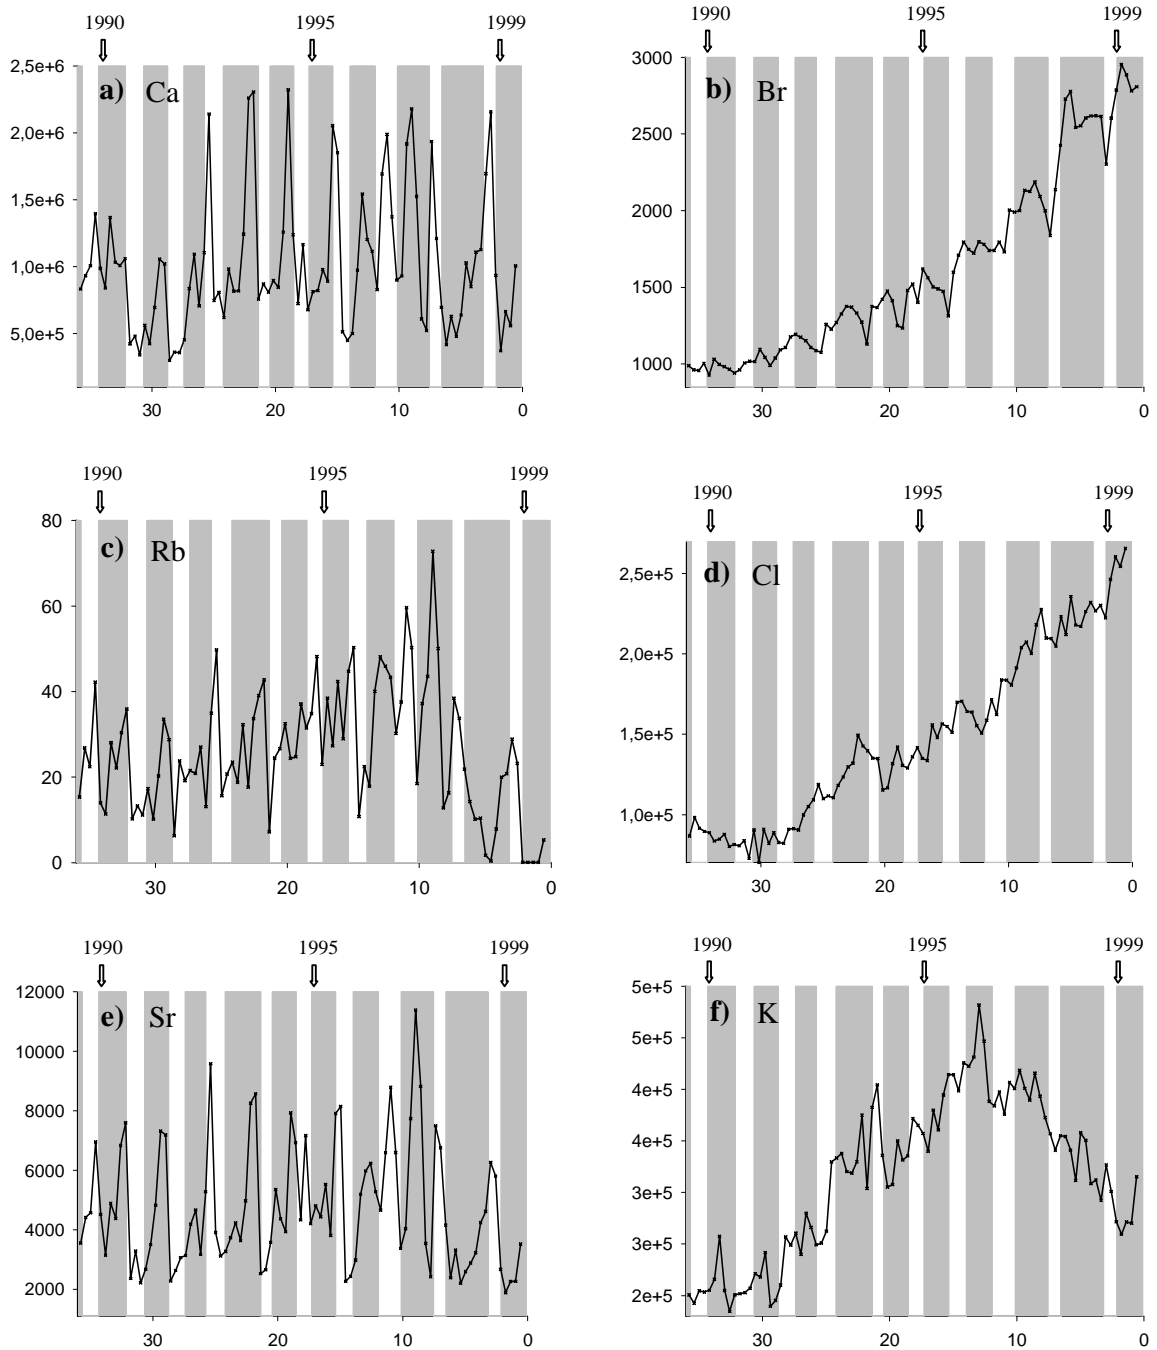 1990 1995 1999
a) Ca
2,5e+6
2,0e+6
1,5e+6
1,0e+6
5,0e+5
30 20 10 0
1990 1995 1999
b) Br
3000
2500
2000
1500
1000
30 20 10 0
1990 1995 1999
c) Rb
80
60
40
20
0
30 20 10 0
1990 1995 1999
d) Cl
2,5e+5
2,0e+5
1,5e+5
1,0e+5
30 20 10 0
1990 1995 1999
e) Sr
12000
10000
8000
6000
4000
2000
30 20 10 0
1990 1995 1999
f) K
5e+5
5e+5
4e+5
4e+5
3e+5
3e+5
2e+5
30 20 10 0